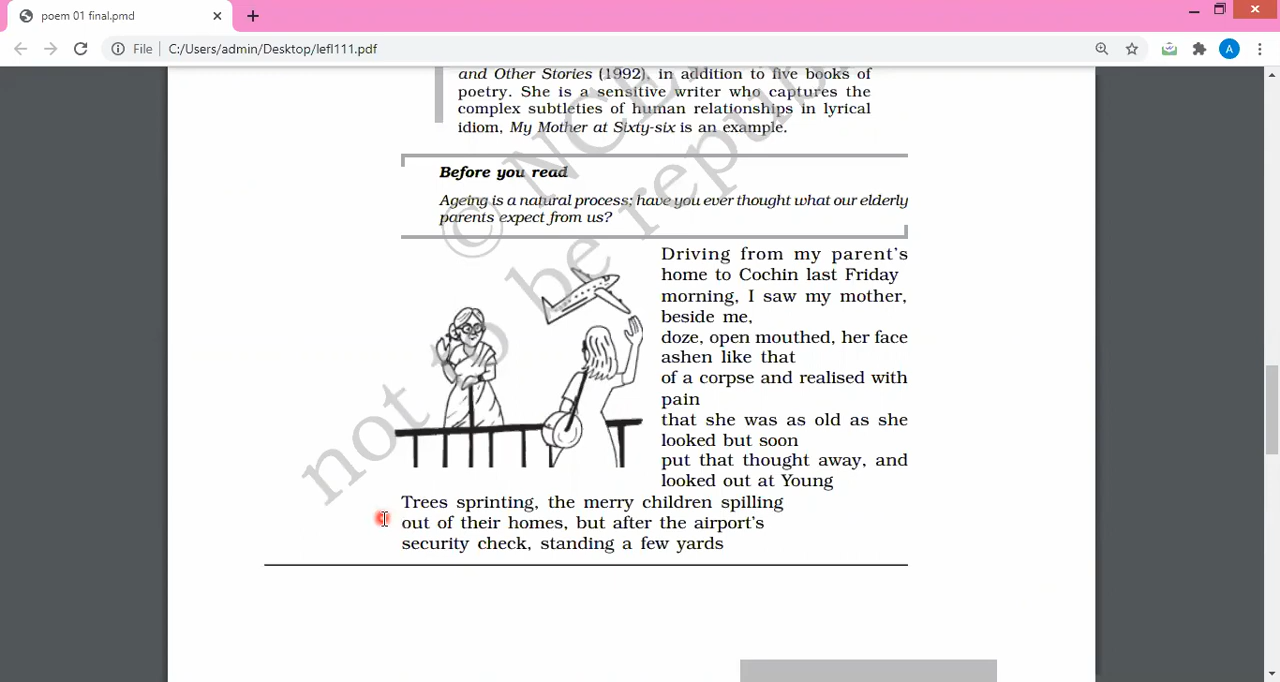 poem 01 final.pmd
File
C:/Users/admin/Desktop/lefl111.pdf
A
and Other Stories (1992), in addition to five books of
poetry. She is a sensitive writer who captures the
complex subtleties of human relationships in lyrical
idiom, My Mother at Sixty-six is an example.
Before you read
Ageing is a natural process; have you ever thought what our elderly
parents expect from us?
Driving from my parent's
home to Cochin last Friday
morning, I saw my mother,
beside me,
doze, open mouthed, her face
ashen like that
of a corpse and realised with
pain
that she was as old as she
looked but soon
put that thought away, and
looked out at Young
Trees sprinting, the merry children spilling
out of their homes, but after the airport's
security check, standing a few yards
© NCE
not to be republ